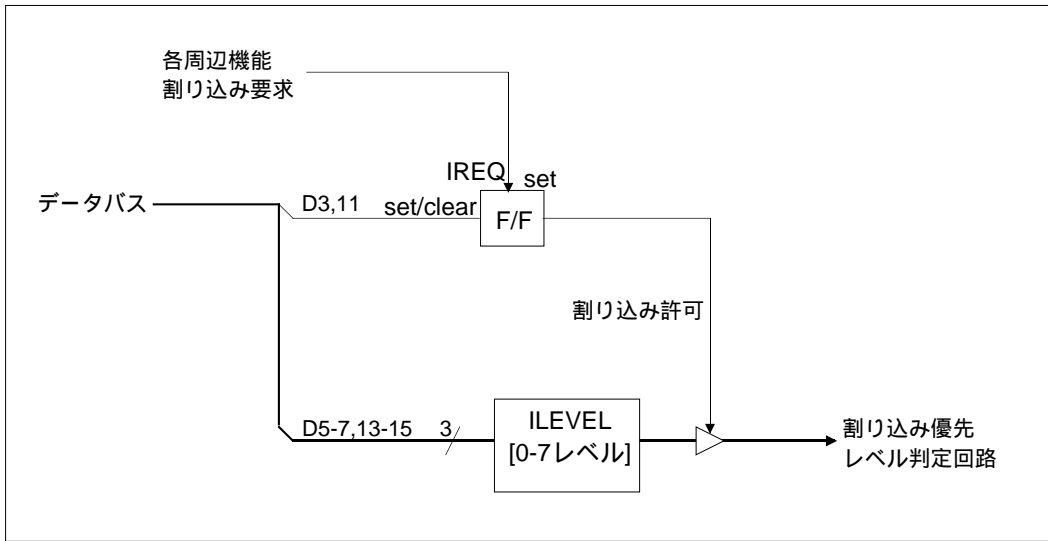 各周辺機能
割り込み要求
IREQ
set
データバス
D3,11
set/clear
F/F
割り込み許可
D5-7,13-15
3
ILEVEL
[0-7レベル]
割り込み優先
レベル判定回路